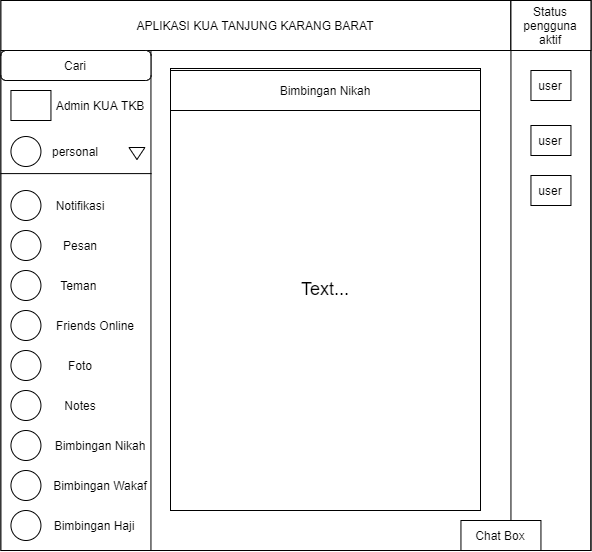 APLIKASI KUA TANJUNG KARANG BARAT
Status
pengguna
aktif
Cari
Admin KUA TKB
personal
Notifikasi
Pesan
Teman
Friends Online
Foto
Notes
Bimbingan Nikah
Bimbingan Wakaf
Bimbingan Haji
Bimbingan Nikah
Text...
user
user
user
Chat Box